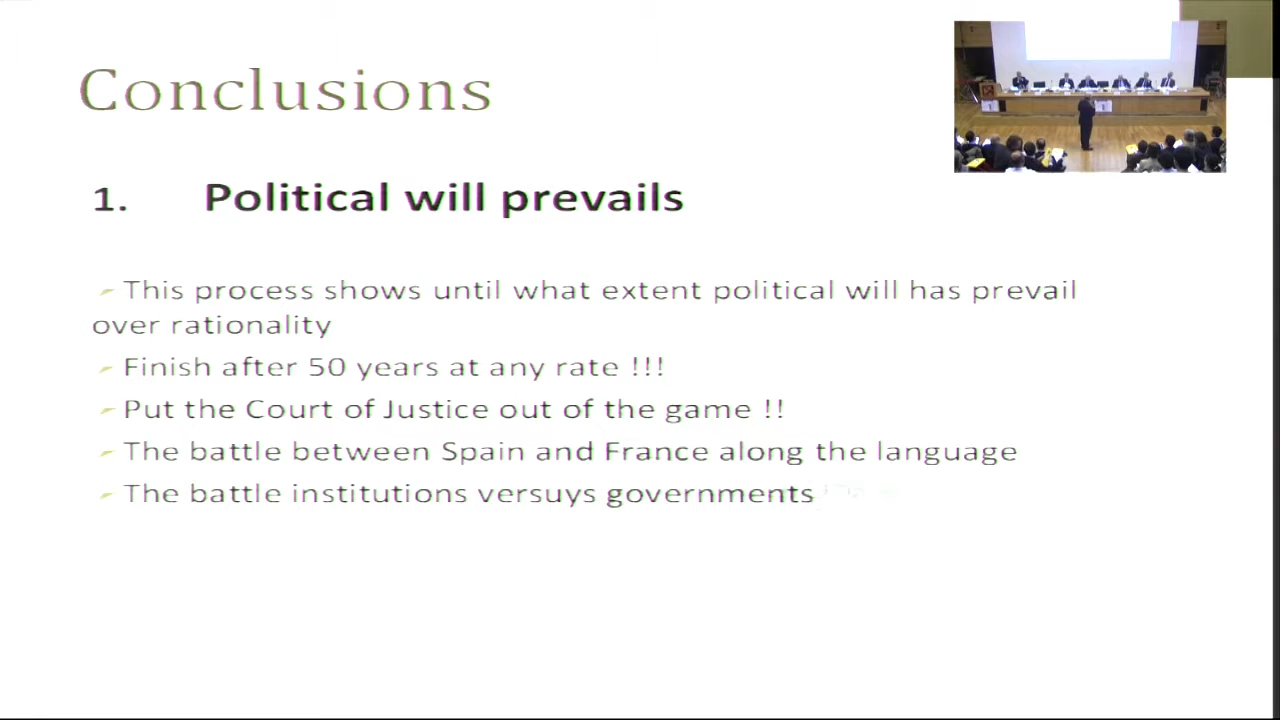 Conclusions
1. Political will prevails
This process shows until what extent political will has prevail
over rationality
Finish after 50 years at any rate !!!
Put the Court of Justice out of the game !!
The battle between Spain and France along the language
The battle institutions versuys governments